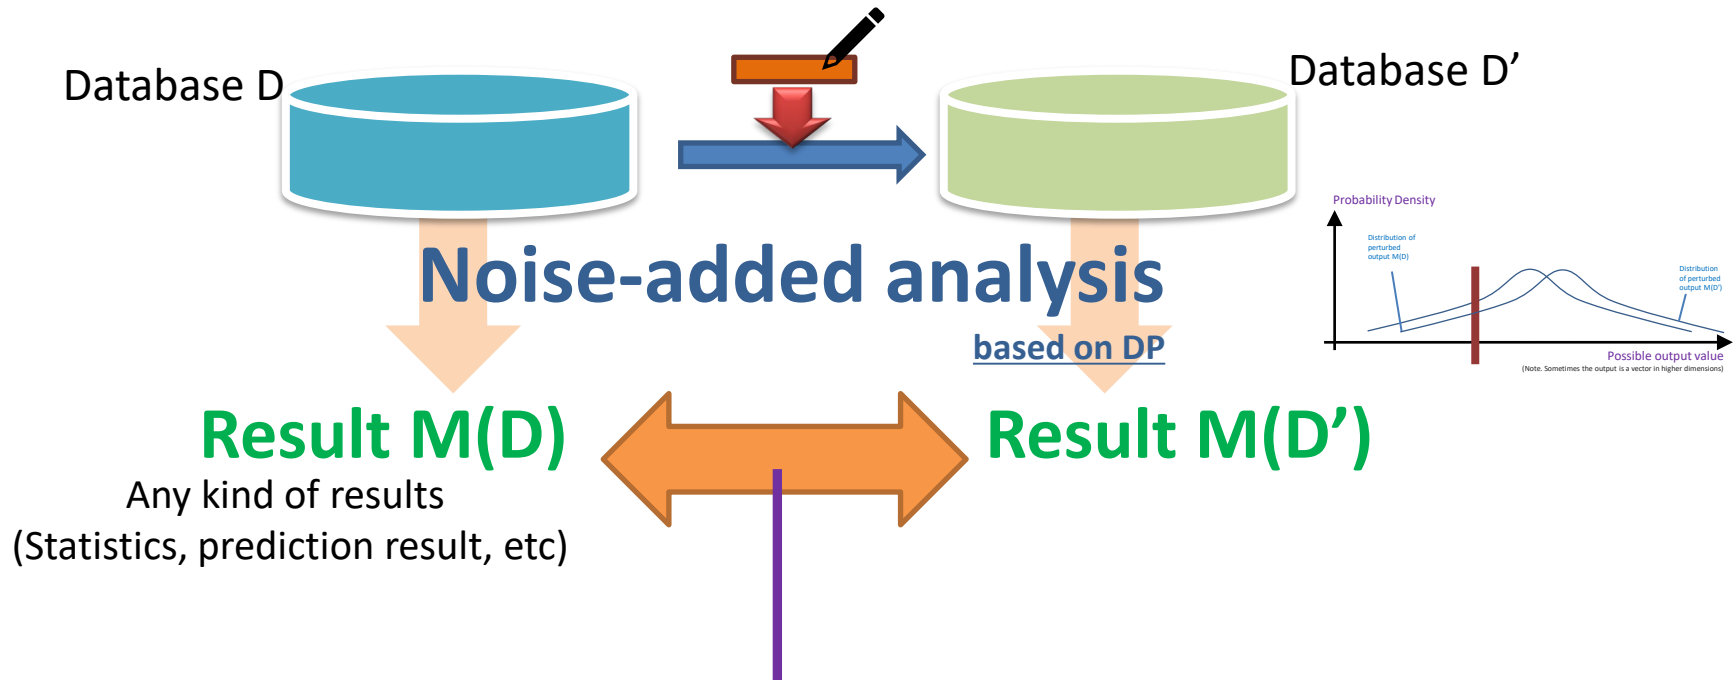 Database D
Database D’
Probability Density
Distribution of
perturbed
output M(D)
Distribution
of perturbed
output M(D’)
Possible output value
(Note. Sometimes the output is a vector in higher dimensions)
Noise-added analysis
based on DP
Result M(D)
Result M(D’)
Any kind of results
(Statistics, prediction result, etc)